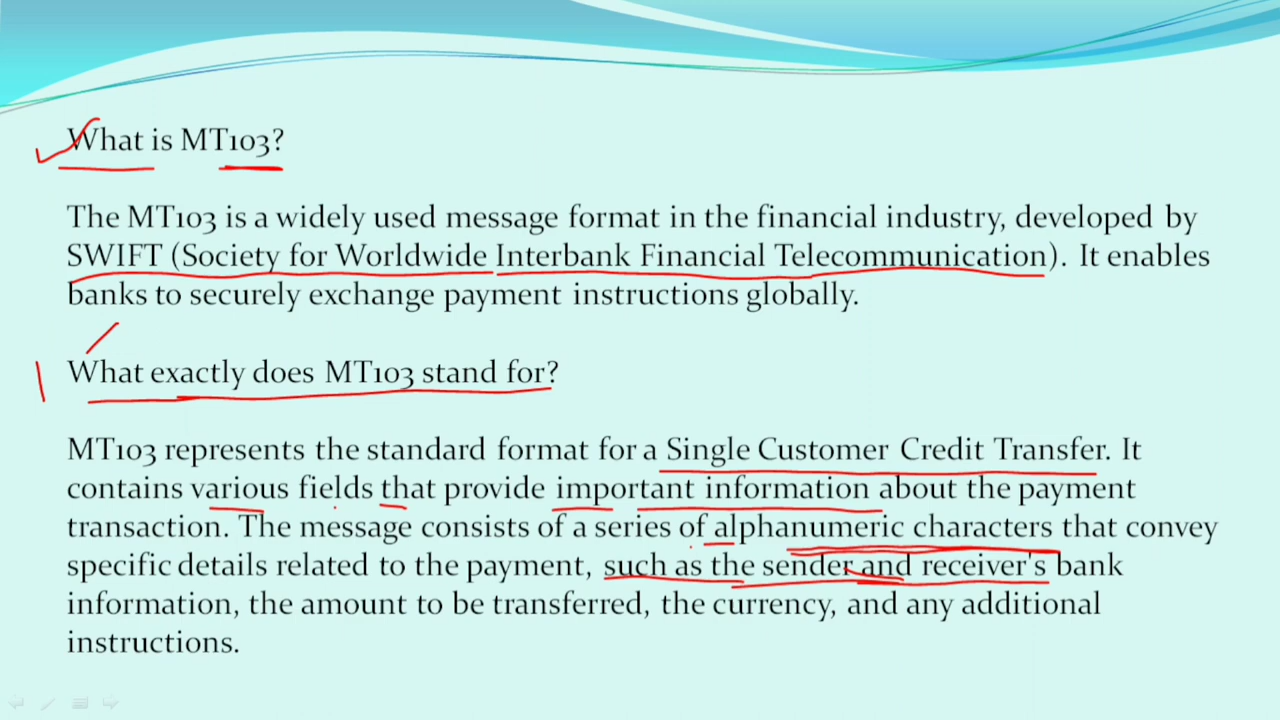 What is MT103?
The MT103 is a widely used message format in the financial industry, developed by
SWIFT (Society for Worldwide Interbank Financial Telecommunication). It enables
banks to securely exchange payment instructions globally.
What exactly does MT103 stand for?
MT103 represents the standard format for a Single Customer Credit Transfer. It
contains various fields that provide important information about the payment
transaction. The message consists of a series of alphanumeric characters that convey
specific details related to the payment, such as the sender and receiver's bank
information, the amount to be transferred, the currency, and any additional
instructions.